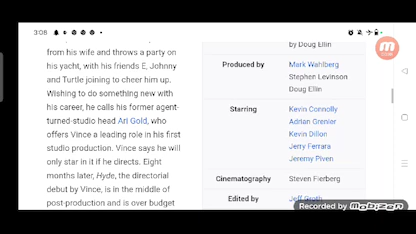 3:08
from his wife and throws a party on
his yacht, with his friends E, Johnny
and Turtle joining to cheer him up.
Wishing to do something new with
his career, he calls his former agent-
turned-studio head Ari Gold, who
offers Vince a leading role in his first
studio production. Vince says he will
only star in it if he directs. Eight
months later, Hyde, the directorial
debut by Vince, is in the middle of
post-production and is over budget
by Doug Ellin
Produced by
Mark Wahlberg
Stephen Levinson
Doug Ellin
Starring
Kevin Connolly
Adrian Grenier
Kevin Dillon
Jerry Ferrara
Jeremy Piven
Cinematography
Steven Fierberg
Edited by
Jeff Groth
Recorded by Mobizen